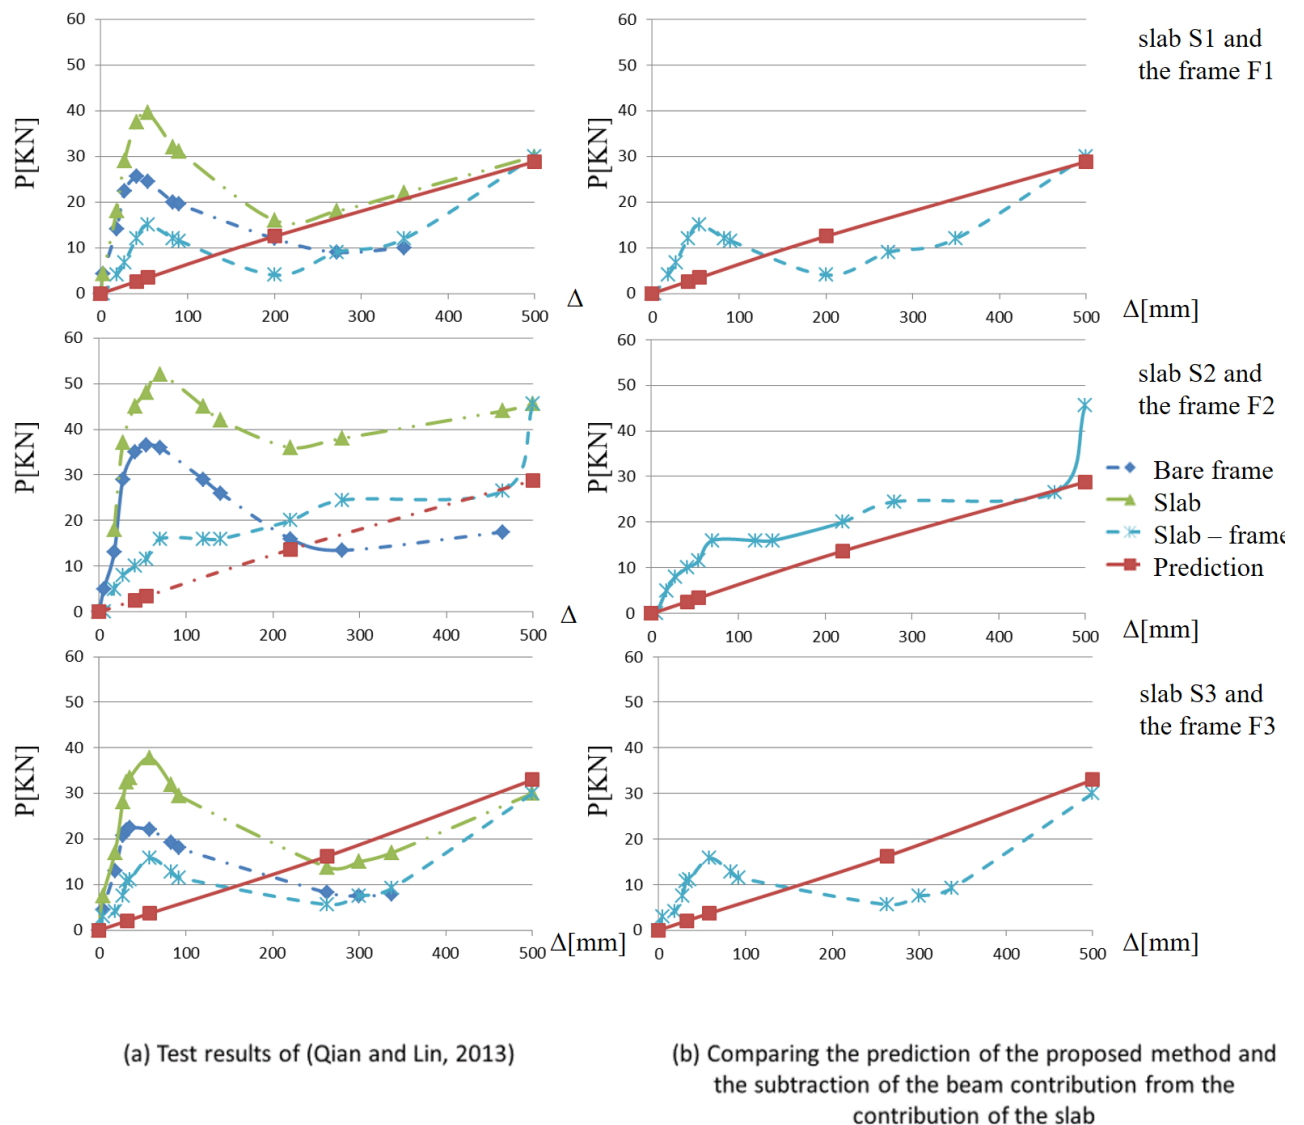 60
50
40
30
20
10
0
P[KN]
0 100 200 300 400 500
Δ
60
50
40
30
20
10
0
P[KN]
0 100 200 300 400 500
Δ[mm]
slab S1 and
the frame F1
60
50
40
30
20
10
0
P[KN]
0 100 200 300 400 500
Δ
60
50
40
30
20
10
0
P[KN]
0 100 200 300 400 500
Δ[mm]
slab S2 and
the frame F2
Bare frame
Slab
Slab – frame
Prediction
60
50
40
30
20
10
0
P[KN]
0 100 200 300 400 500
Δ[mm]
60
50
40
30
20
10
0
P[KN]
0 100 200 300 400 500
Δ[mm]
slab S3 and
the frame F3
(a) Test results of (Qian and Lin, 2013)
(b) Comparing the prediction of the proposed method and
the subtraction of the beam contribution from the
contribution of the slab